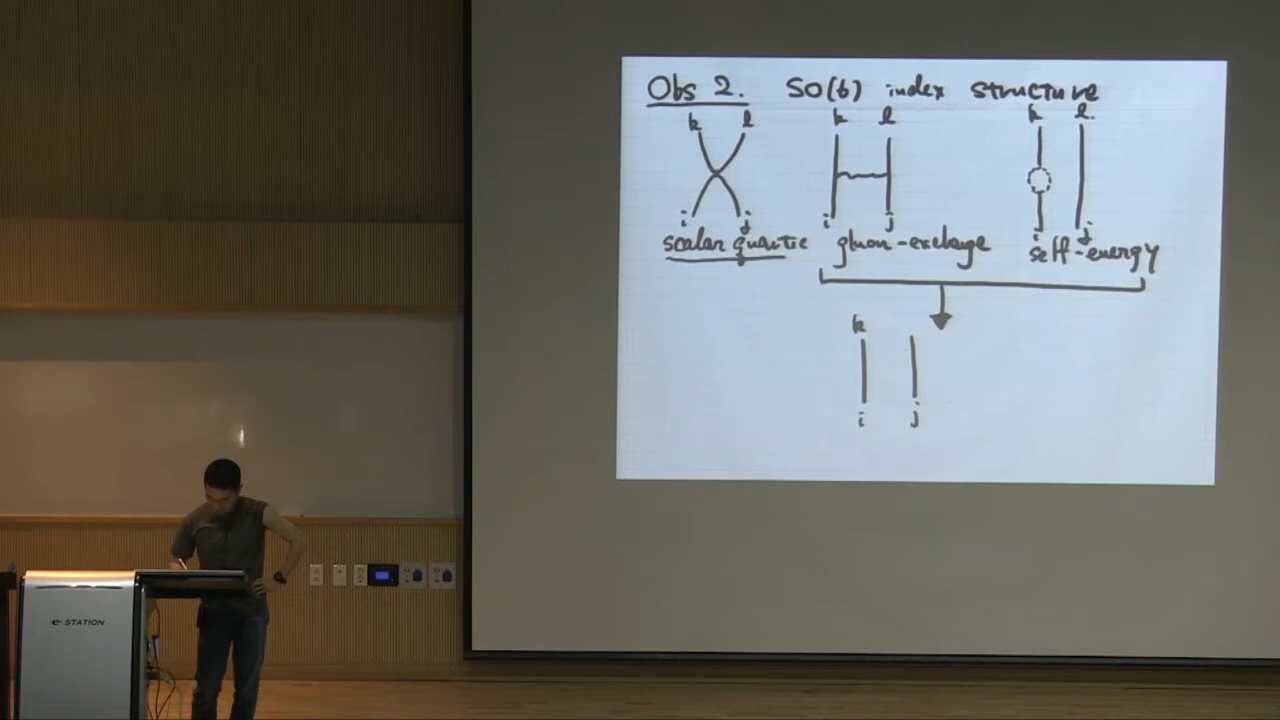 Obs 2. SO(6) index structure
k l k l k l.
i j i j i j
scalar quartic gluon-exchange self-energy
k
i j
e-STATION